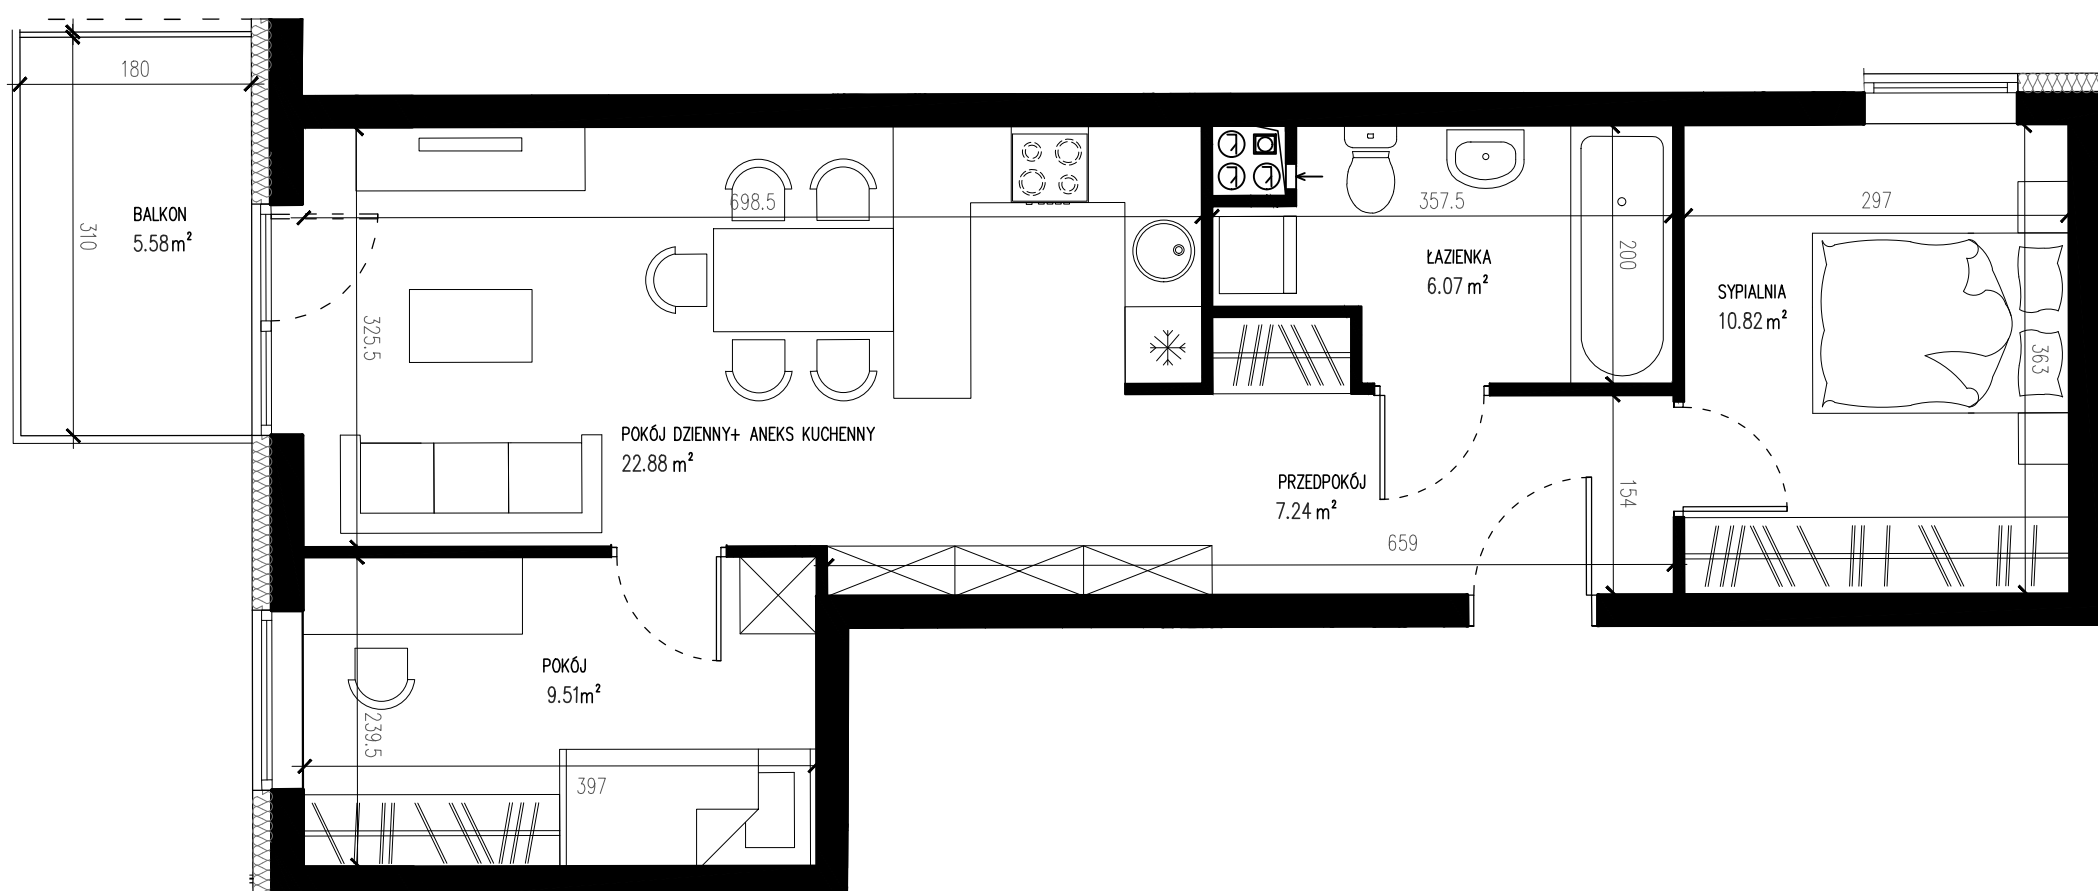 180
310
BALKON
5.58m²
698.5
325.5
POKÓJ DZIENNY+ ANEKS KUCHENNY
22.88 m²
357.5
200
ŁAZIENKA
6.07 m²
297
SYPIALNIA
10.82 m²
363
PRZEDPOKÓJ
7.24 m²
154
659
POKÓJ
9.51m²
239.5
397